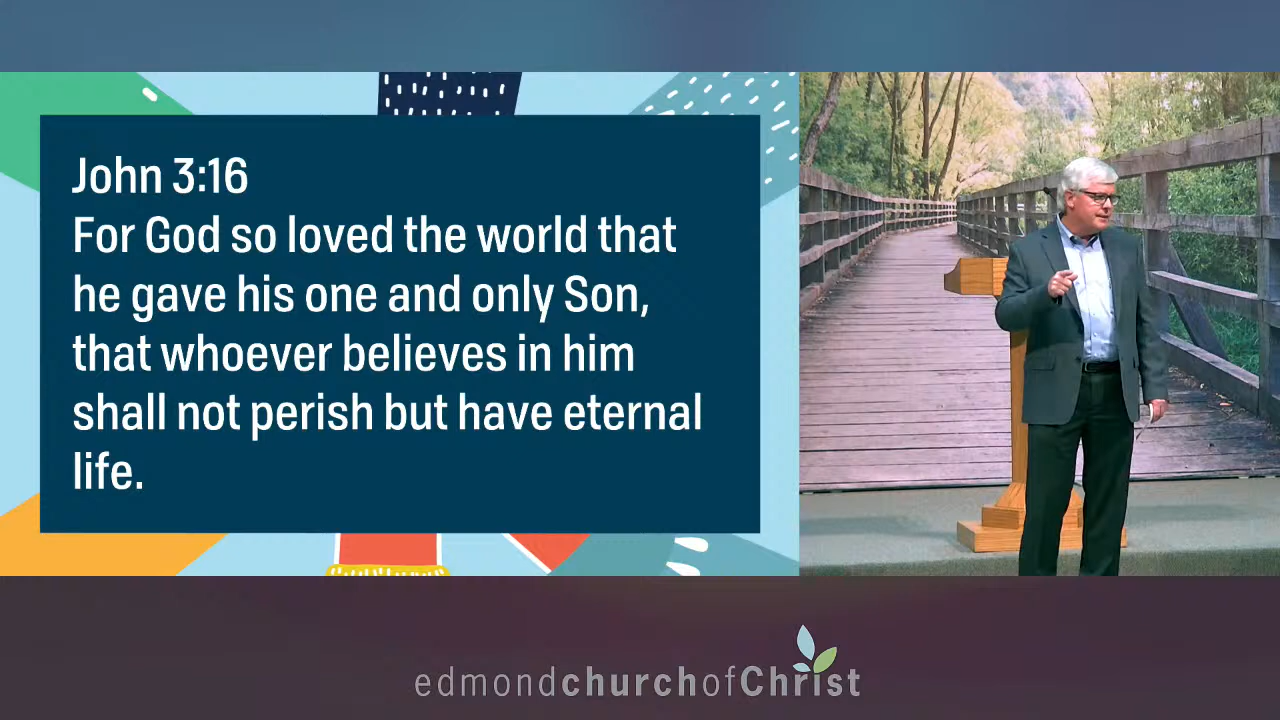 John 3:16
For God so loved the world that
he gave his one and only Son,
that whoever believes in him
shall not perish but have eternal
life.
edmondchurchofChrist